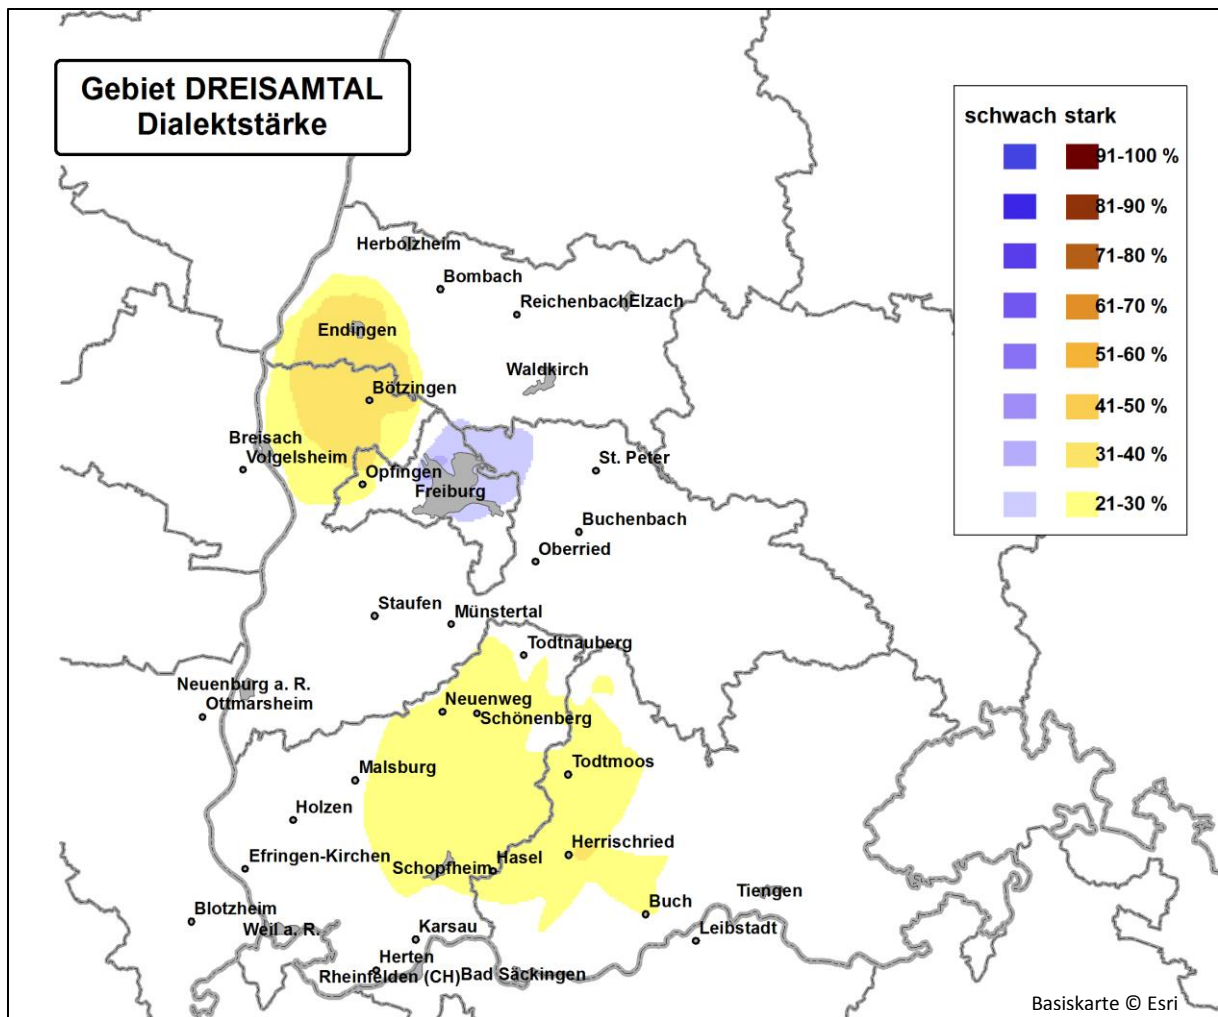 Gebiet DREISAMTAL
Dialektstärke
schwach stark
91-100 %
81-90 %
71-80 %
61-70 %
51-60 %
41-50 %
31-40 %
21-30 %
Herbolzheim
Bombach
Reichenbach
Elzach
Endingen
Waldkirch
Bötzingen
Breisach
Volgelsheim
Opfingen
Freiburg
St. Peter
Buchenbach
Oberried
Staufen
Münstertal
Todtnauberg
Neuenburg a. R.
Ottmarsheim
Neuenweg
Schönenberg
Malsburg
Todtmoos
Holzen
Herrischried
Efringen-Kirchen
Schopfheim
Hasel
Blotzheim
Weil a. R.
Karsau
Buch
Tiengen
Leibstadt
Herten
Rheinfelden (CH)
Bad Säckingen
Basiskarte © Esri